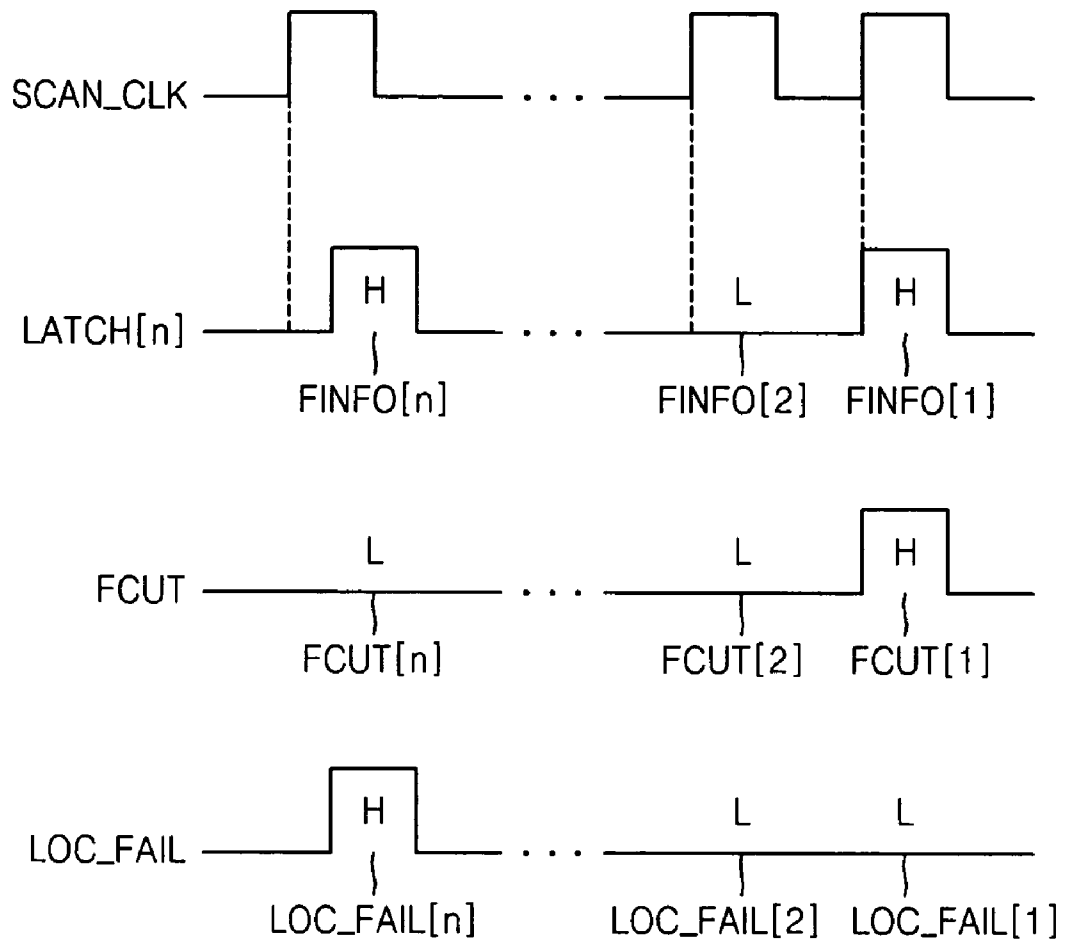 SCAN_CLK
. . .
LATCH[n]
H
. . .
L
H
FINFO[n]
FINFO[2]
FINFO[1]
FCUT
L
. . .
L
H
FCUT[n]
FCUT[2]
FCUT[1]
LOC_FAIL
H
. . .
L
L
LOC_FAIL[n]
LOC_FAIL[2]
LOC_FAIL[1]